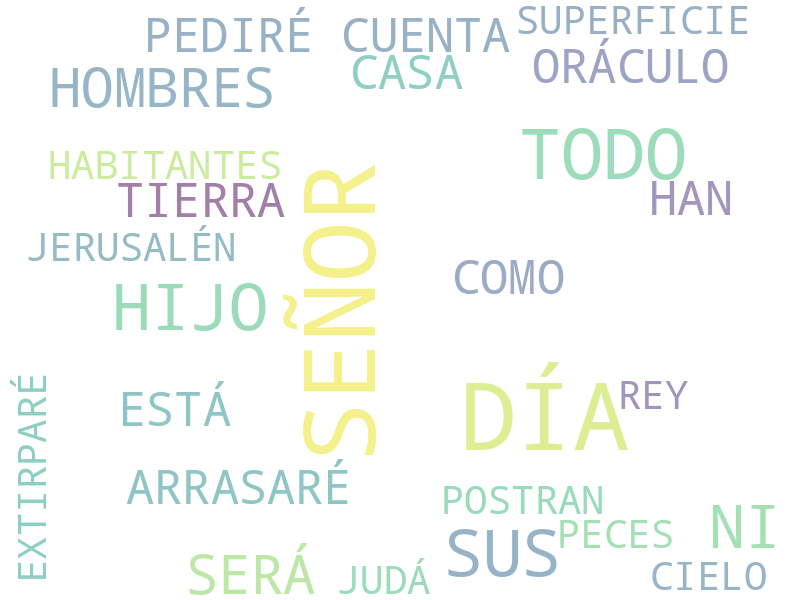 SUPERFICIE
PEDIRÉ CUENTA
ORÁCULO
CASA
HOMBRES
TODO
HABITANTES
HAN
TIERRA
JERUSALÉN
COMO
HIJO
SEÑOR
DÍA
REY
ESTÁ
EXTIRPARÉ
ARRASARÉ
POSTRAN
NI
PECES
SUS
SERÁ
JUDÁ
CIELO